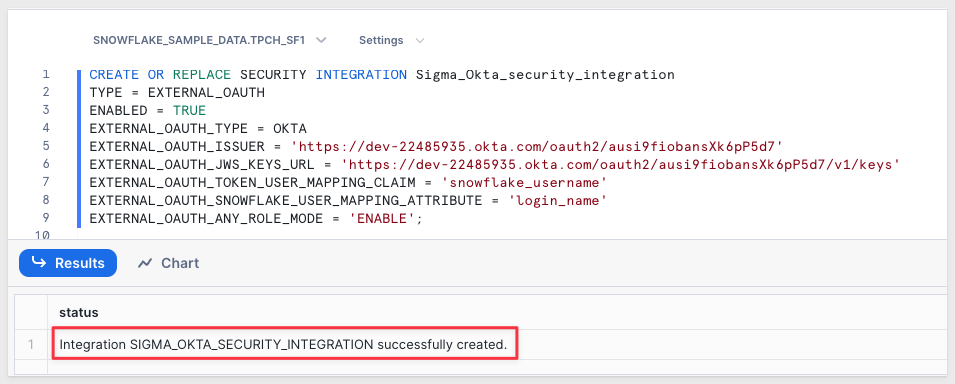 SNOWFLAKE_SAMPLE_DATA.TPCH_SF1 Settings
1 CREATE OR REPLACE SECURITY INTEGRATION Sigma_Okta_security_integration
2 TYPE = EXTERNAL_OAUTH
3 ENABLED = TRUE
4 EXTERNAL_OAUTH_TYPE = OKTA
5 EXTERNAL_OAUTH_ISSUER = 'https://dev-22485935.okta.com/oauth2/ausi9fiobansXk6pP5d7'
6 EXTERNAL_OAUTH_JWS_KEYS_URL = 'https://dev-22485935.okta.com/oauth2/ausi9fiobansXk6pP5d7/v1/keys'
7 EXTERNAL_OAUTH_TOKEN_USER_MAPPING_CLAIM = 'snowflake_username'
8 EXTERNAL_OAUTH_SNOWFLAKE_USER_MAPPING_ATTRIBUTE = 'login_name'
9 EXTERNAL_OAUTH_ANY_ROLE_MODE = 'ENABLE';
10
Results Chart
status
1 Integration SIGMA_OKTA_SECURITY_INTEGRATION successfully created.